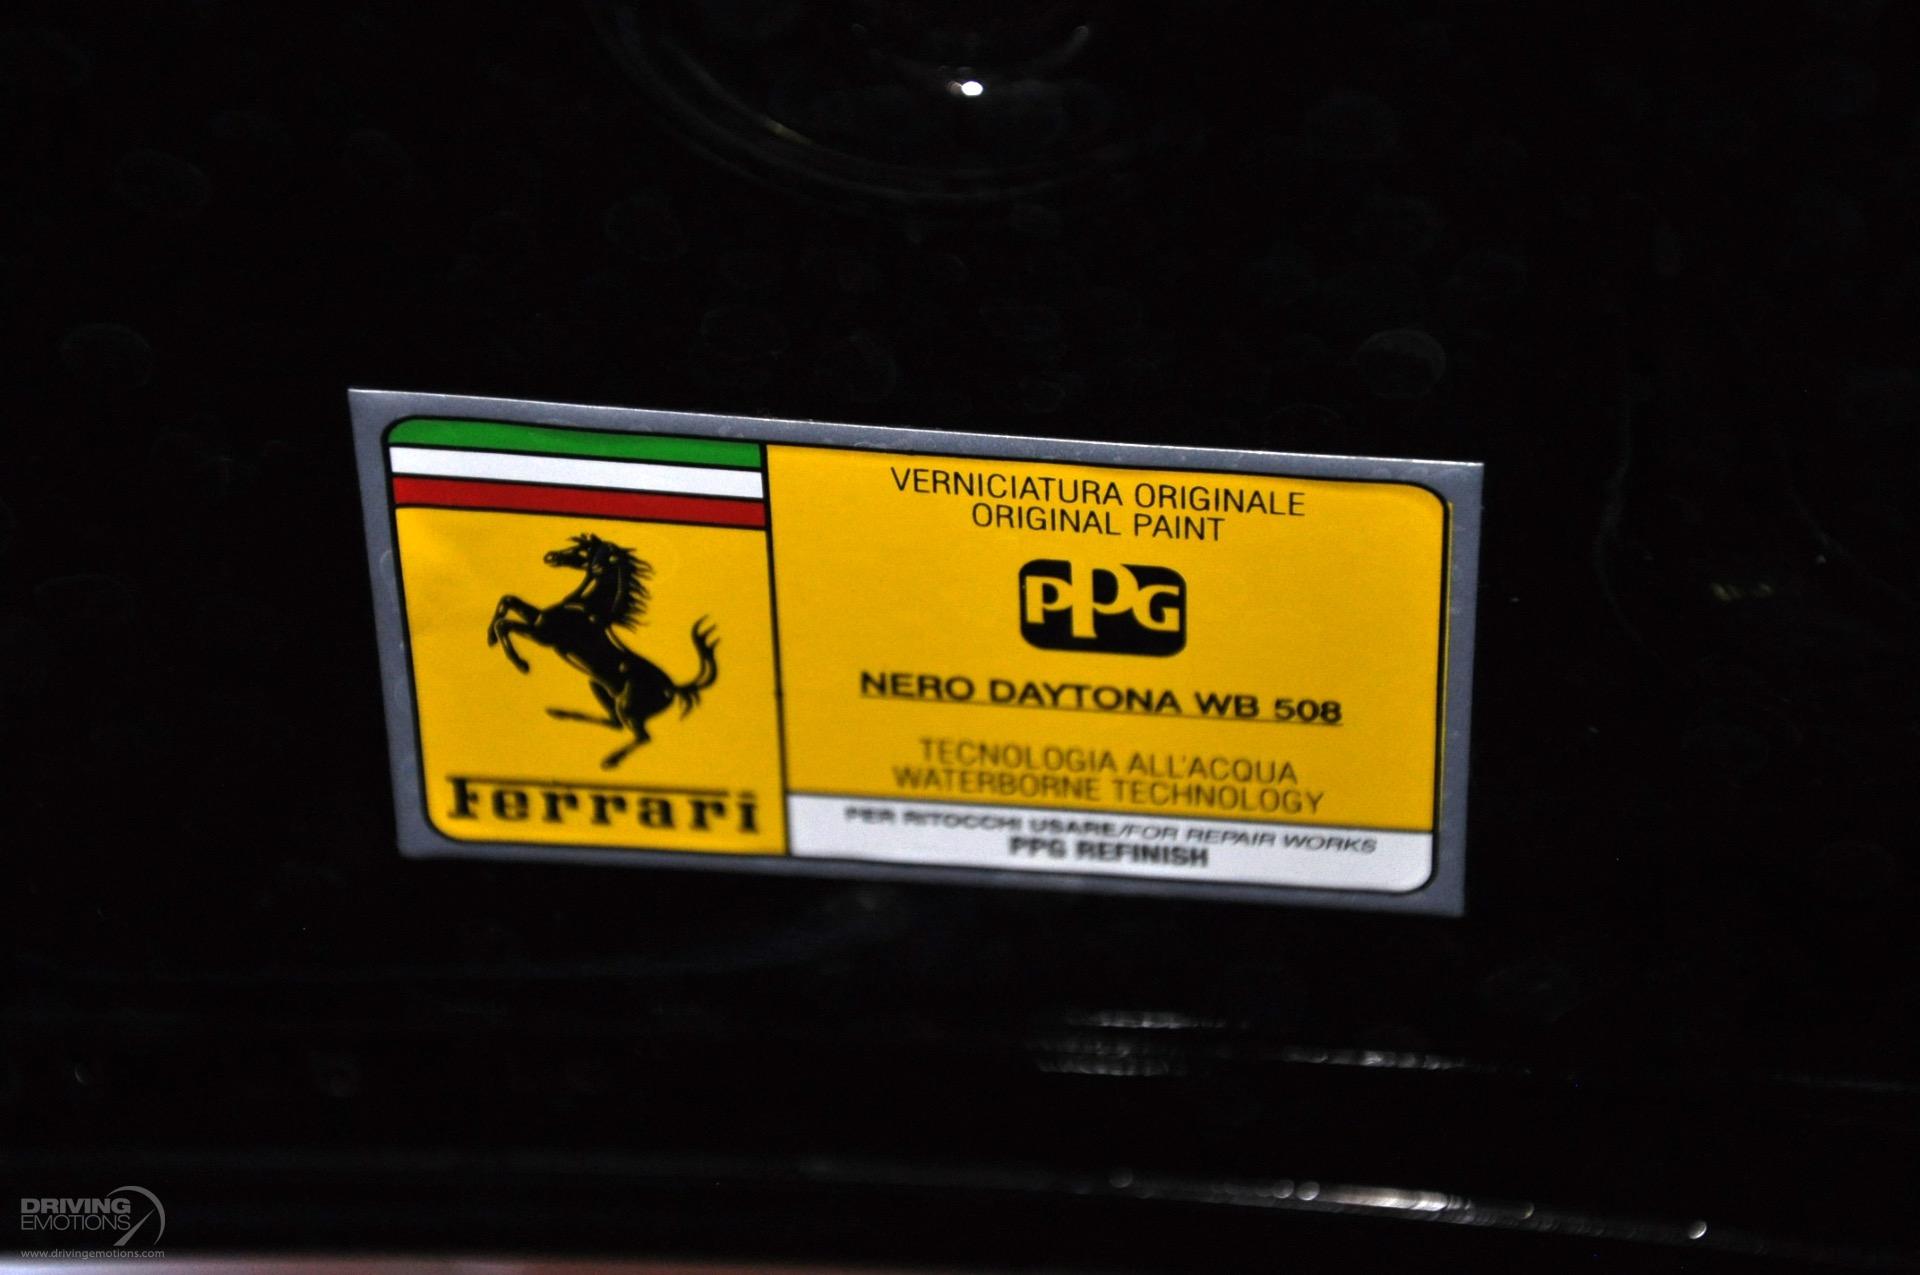 VERNICIATURA ORIGINALE
ORIGINAL PAINT
PPG
NERO DAYTONA WB 508
TECNOLOGIA ALL'ACQUA
WATERBORNE TECHNOLOGY
PER RITOCCHI USARE/FOR REPAIR WORKS
PPG REFINISH
Ferrari
DRIVING
EMOTIONS
www.drivingemotions.com